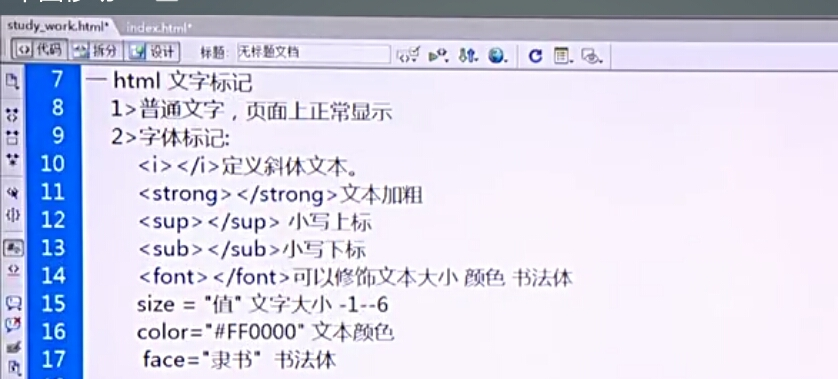 study_work.html* index.html*
代码 拆分 设计 标题: 无标题文档
7 一 html 文字标记
8 1>普通文字，页面上正常显示
9 2>字体标记:
10 <i></i>定义斜体文本。
11 <strong></strong>文本加粗
12 <sup></sup> 小写上标
13 <sub></sub>小写下标
14 <font></font>可以修饰文本大小 颜色 书法体
15 size = "值" 文字大小 -1--6
16 color="#FF0000" 文本颜色
17 face="隶书" 书法体